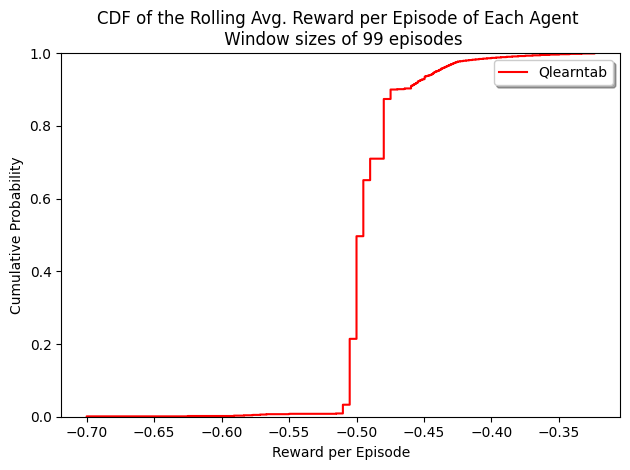 CDF of the Rolling Avg. Reward per Episode of Each Agent
Window sizes of 99 episodes
Qlearntab
Cumulative Probability
1.0
0.8
0.6
0.4
0.2
0.0
−0.70 −0.65 −0.60 −0.55 −0.50 −0.45 −0.40 −0.35
Reward per Episode